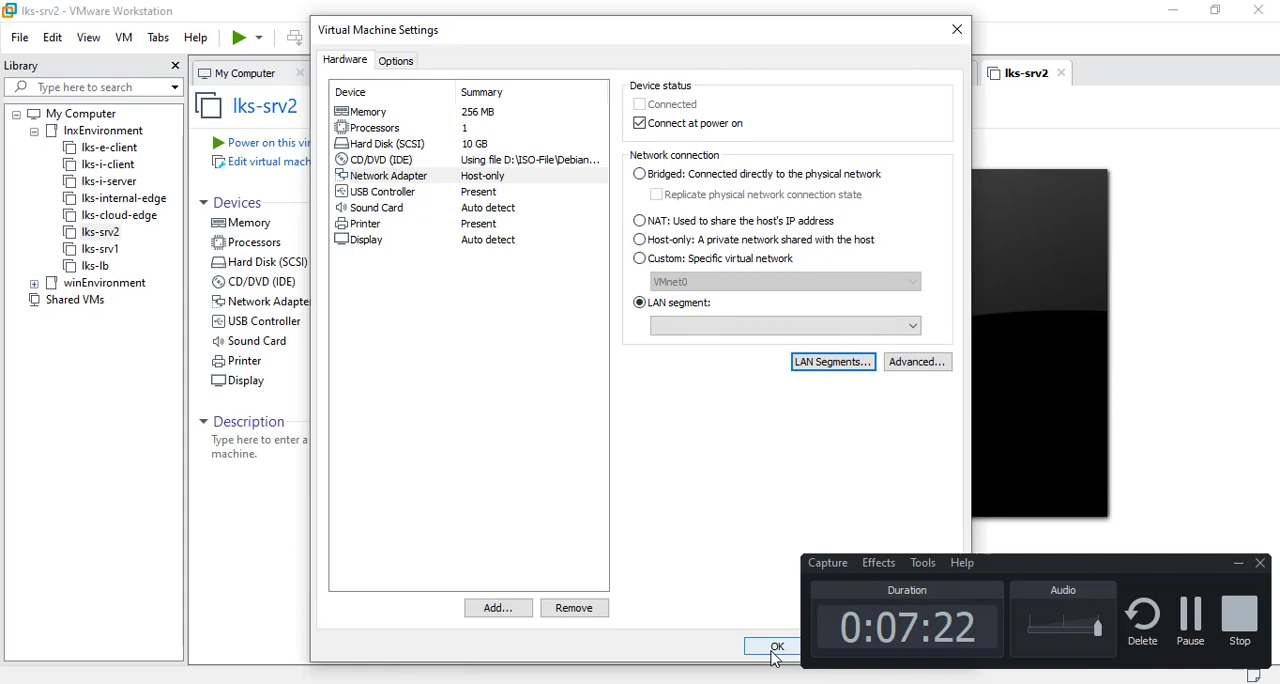 lks-srv2 - VMware Workstation
File Edit View VM Tabs Help
Library
Type here to search
My Computer
lnxEnvironment
lks-e-client
lks-i-client
lks-i-server
lks-internal-edge
lks-cloud-edge
lks-srv2
lks-srv1
lks-lb
winEnvironment
Shared VMs
My Computer
lks-srv2
lks-srv2
Power on this vi
Edit virtual mach
Devices
Memory
Processors
Hard Disk (SCSI)
CD/DVD (IDE)
Network Adapte
USB Controller
Sound Card
Printer
Display
Description
Type here to enter a
machine.
Virtual Machine Settings
Hardware Options
Device Summary
Memory 256 MB
Processors 1
Hard Disk (SCSI) 10 GB
CD/DVD (IDE) Using file D:\ISO-File\Debian...
Network Adapter Host-only
USB Controller Present
Sound Card Auto detect
Printer Present
Display Auto detect
Add... Remove
Device status
Connected
Connect at power on
Network connection
Bridged: Connected directly to the physical network
Replicate physical network connection state
NAT: Used to share the host's IP address
Host-only: A private network shared with the host
Custom: Specific virtual network
VMnet0
LAN segment:
LAN Segments... Advanced...
OK
Capture Effects Tools Help
Duration Audio
0:07:22
Delete Pause Stop